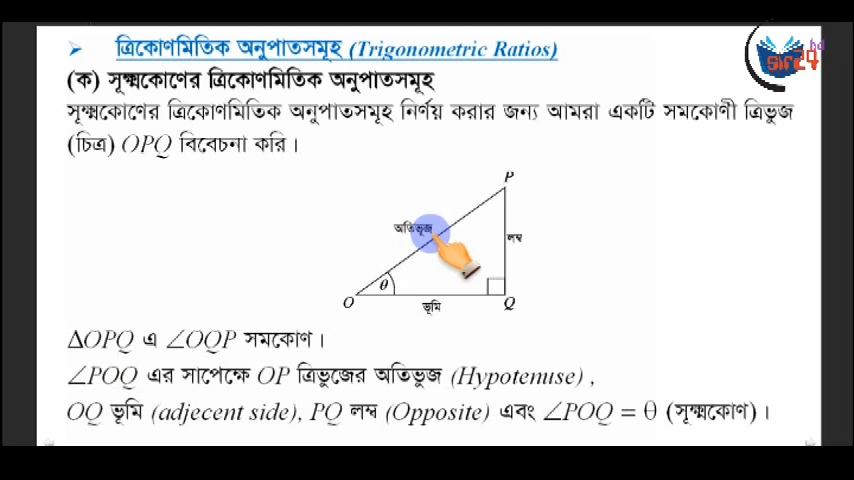 ত্রিকোণমিতিক অনুপাতসমূহ (Trigonometric Ratios)
(ক) সূক্ষ্মকোণের ত্রিকোণমিতিক অনুপাতসমূহ
সূক্ষ্মকোণের ত্রিকোণমিতিক অনুপাতসমূহ নির্ণয় করার জন্য আমরা একটি সমকোণী ত্রিভুজ
(চিত্র) OPQ বিবেচনা করি।
P
অতিভূজ
লম্ব
θ
O
ভূমি
Q
ΔOPQ এ ∠OQP সমকোণ।
∠POQ এর সাপেক্ষে OP ত্রিভুজের অতিভুজ (Hypotenuse) ,
OQ ভূমি (adjecent side), PQ লম্ব (Opposite) এবং ∠POQ = θ (সূক্ষ্মকোণ)।
sir24
bd